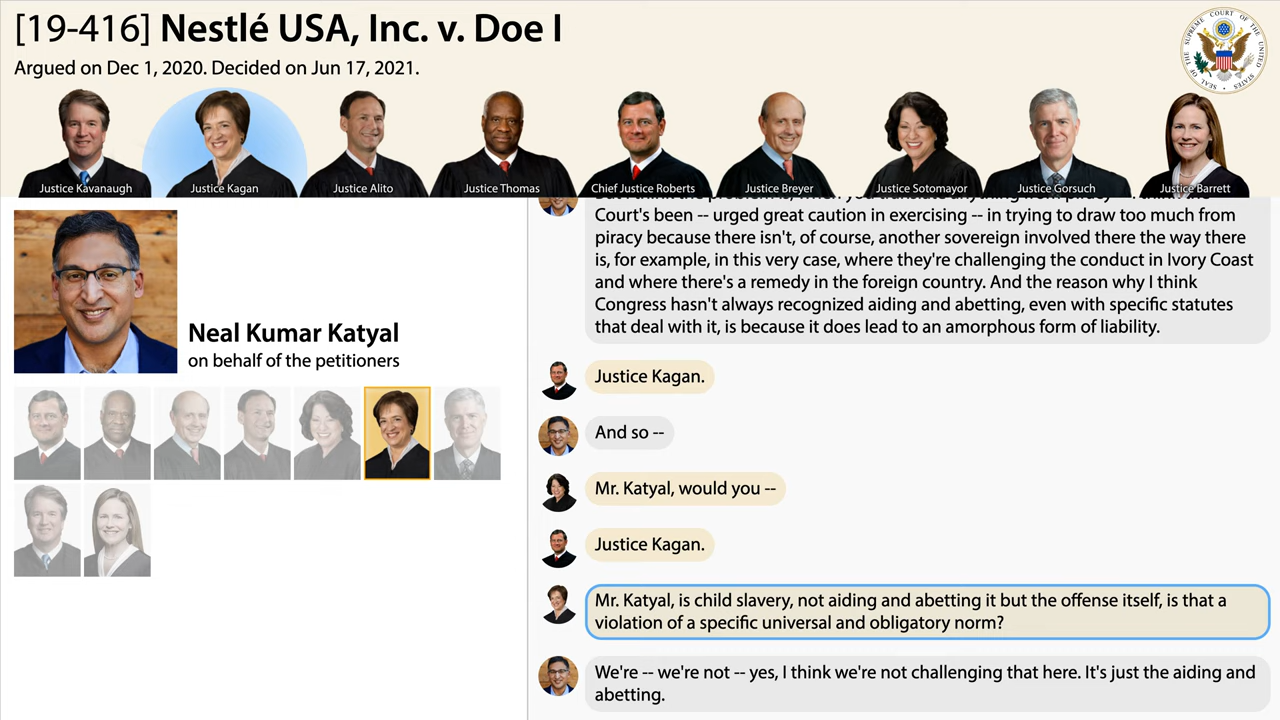 [19-416] Nestlé USA, Inc. v. Doe I
Argued on Dec 1, 2020. Decided on Jun 17, 2021.
SUPREME COURT OF THE UNITED STATES
SEAL OF THE
Justice Kavanaugh
Justice Kagan
Justice Alito
Justice Thomas
Chief Justice Roberts
Justice Breyer
Justice Sotomayor
Justice Gorsuch
Justice Barrett
Neal Kumar Katyal
on behalf of the petitioners
Court's been -- urged great caution in exercising -- in trying to draw too much from
piracy because there isn't, of course, another sovereign involved there the way there
is, for example, in this very case, where they're challenging the conduct in Ivory Coast
and where there's a remedy in the foreign country. And the reason why I think
Congress hasn't always recognized aiding and abetting, even with specific statutes
that deal with it, is because it does lead to an amorphous form of liability.
Justice Kagan.
And so --
Mr. Katyal, would you --
Justice Kagan.
Mr. Katyal, is child slavery, not aiding and abetting it but the offense itself, is that a
violation of a specific universal and obligatory norm?
We're -- we're not -- yes, I think we're not challenging that here. It's just the aiding and
abetting.